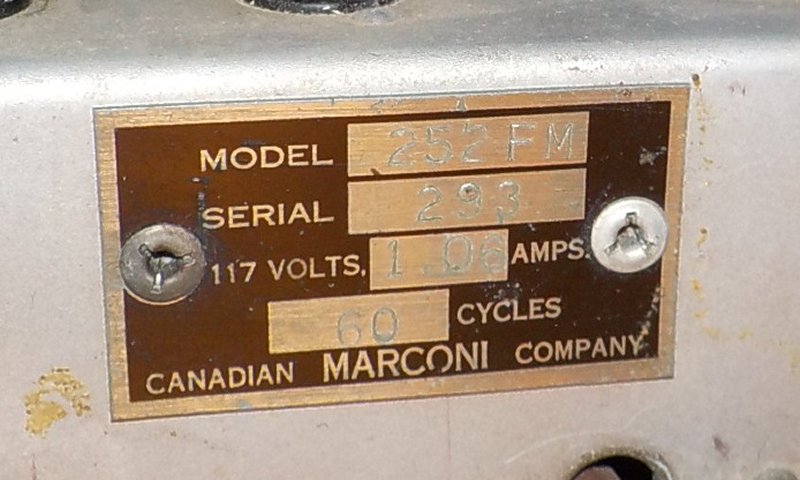 MODEL 252 FM
SERIAL 293
117 VOLTS. 1.06 AMPS.
60 CYCLES
CANADIAN MARCONI COMPANY